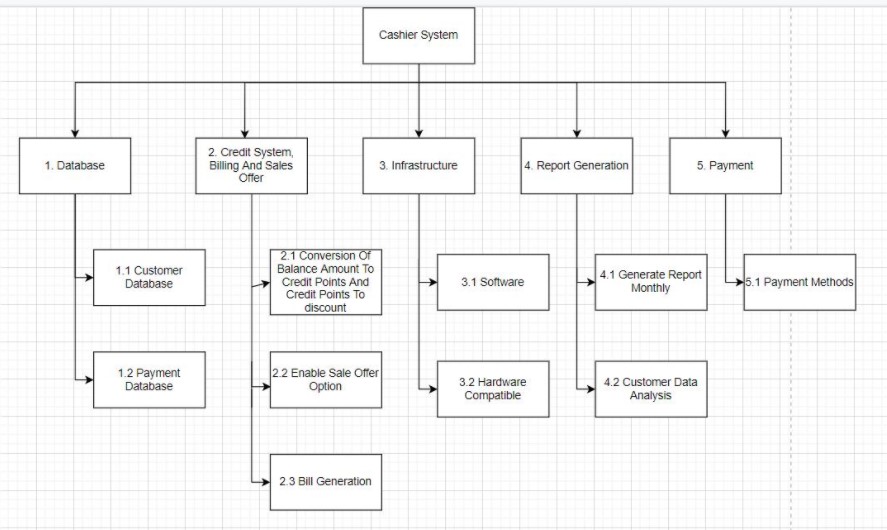 Cashier System
1. Database
2. Credit System,
Billing And Sales
Offer
3. Infrastructure
4. Report Generation
5. Payment
1.1 Customer
Database
2.1 Conversion Of
Balance Amount To
Credit Points And
Credit Points To
discount
3.1 Software
4.1 Generate Report
Monthly
5.1 Payment Methods
1.2 Payment
Database
2.2 Enable Sale Offer
Option
3.2 Hardware
Compatible
4.2 Customer Data
Analysis
2.3 Bill Generation